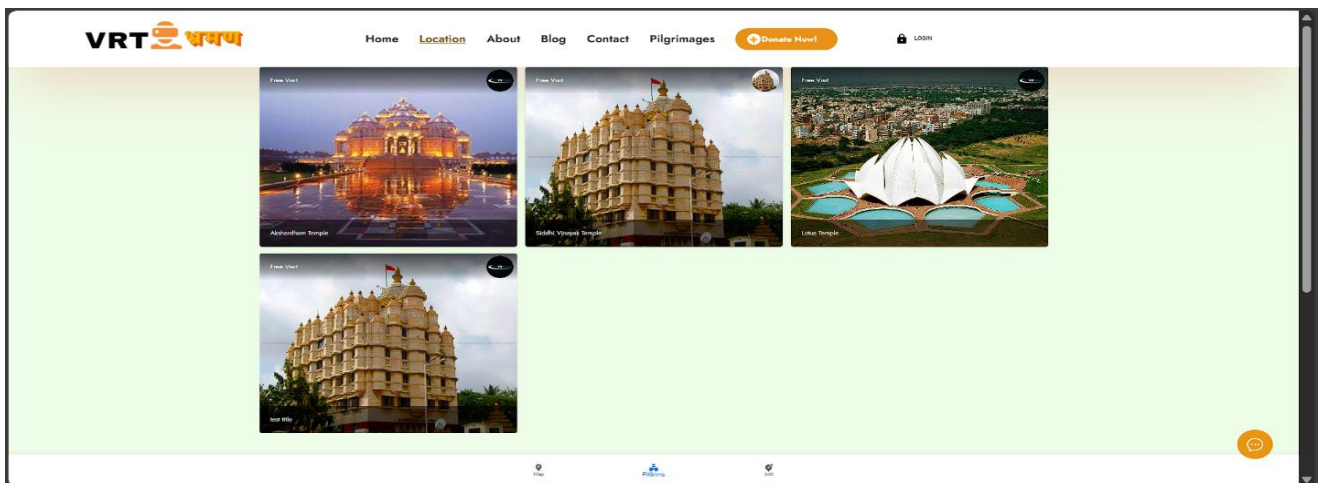 VRT भ्रमण
Home Location About Blog Contact Pilgrimages Donate Now! LOGIN
Free Visit Free Visit Free Visit
Akshardham Temple Siddhi Vinayak Temple Lotus Temple
Free Visit
test title
Map Pilgrims Add